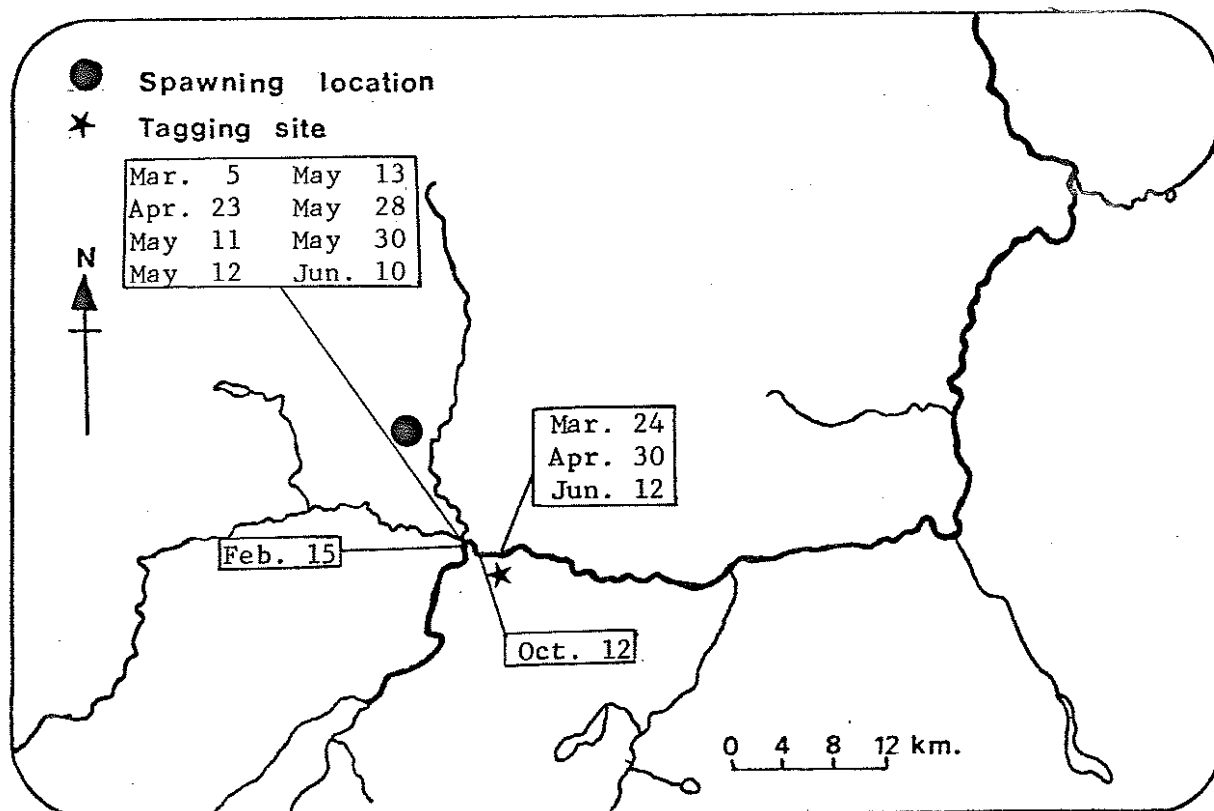 Spawning location
Tagging site
Mar. 5 May 13
Apr. 23 May 28
May 11 May 30
May 12 Jun. 10
N
Mar. 24
Apr. 30
Jun. 12
Feb. 15
Oct. 12
0 4 8 12 km.